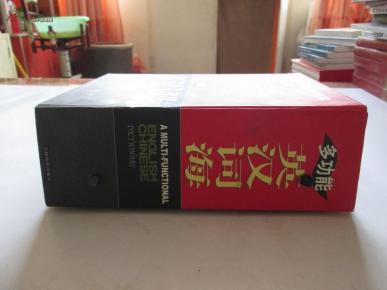 多功能
英汉词海
A MULTI-FUNCTIONAL
ENGLISH
CHINESE
DICTIONARY